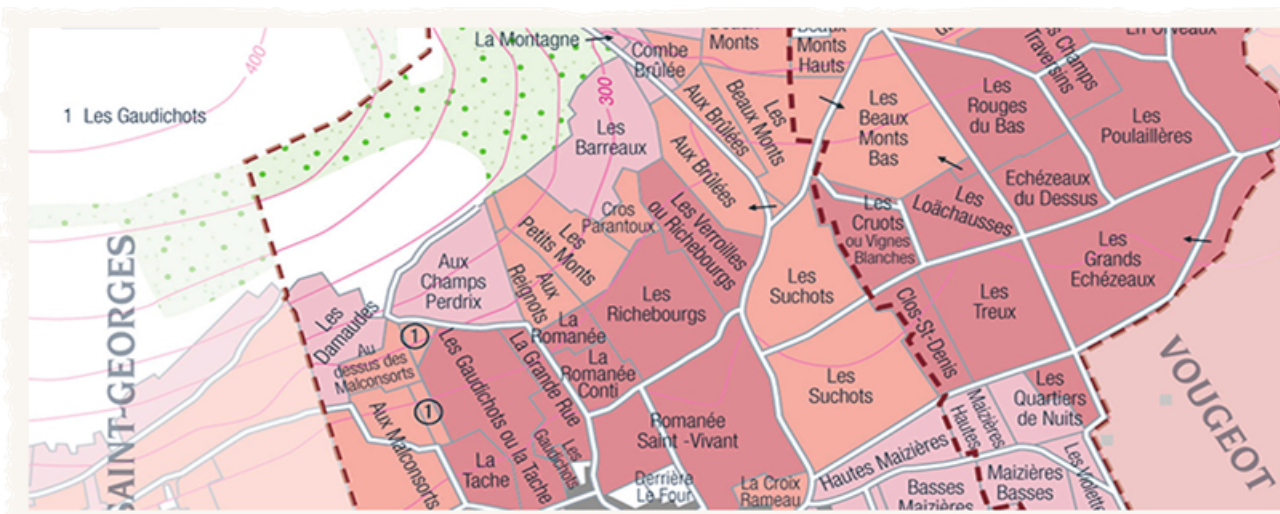 La Montagne
400
300
1 Les Gaudichots
Combe
Brûlée
Monts
Monts
Hauts
Les
Beaux Monts
Aux Brûlées
Aux Brûlées
Les
Barreaux
Les
Beaux
Monts
Bas
Les
Rouges
du Bas
Champs
Traversins
En Orveaux
Les
Poulaillères
Echézeaux
du Dessus
Les
Loächausses
Les
Cruots
ou Vignes
Blanches
Les
Grands
Echézeaux
Les
Treux
Clos-St-Denis
Cros
Parantoux
Les Verroilles
ou Richebourgs
Les
Petits Monts
Aux
Reignots
Aux
Champs
Perdrix
Les
Richebourgs
Les
Suchots
Les
Suchots
Les
Damaudes
Au
dessus des
Malconsorts
1
1
Aux Malconsorts
Les Gaudichots ou la Tache
La Grande Rue
Les
Gaudichots
La
Tache
La
Romanée
La
Romanée
Conti
Romanée
Saint -Vivant
Derrière
Le Four
La Croix
Rameau
Hautes Maizières
Basses
Maizières
Maizières
Hautes
Maizières
Basses
Les
Quartiers
de Nuits
SAINT-GEORGES
VOUGEOT